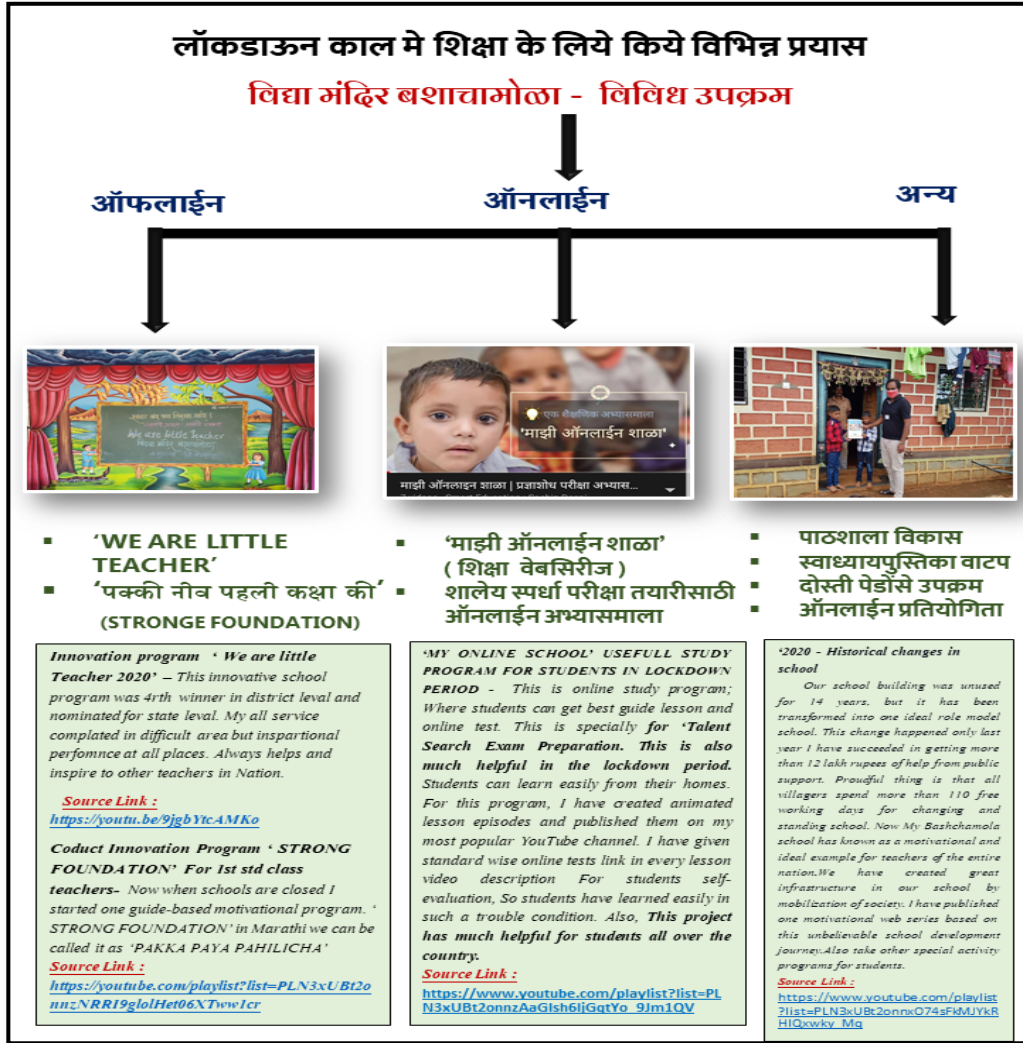 लॉकडाऊन काल मे शिक्षा के लिये किये विभिन्न प्रयास
विद्या मंदिर बशाचामोळा - विविध उपक्रम
ऑफलाईन
ऑनलाईन
अन्य
We are little Teacher
एक शैक्षणिक अभ्यासमाला
'माझी ऑनलाईन शाळा'
माझी ऑनलाइन शाळा | प्रज्ञाशोध परीक्षा अभ्यास...
▪ ‘WE ARE LITTLE
TEACHER’
▪ ‘पक्की नीव पहली कक्षा की’
(STRONGE FOUNDATION)
▪ ‘माझी ऑनलाईन शाळा’
( शिक्षा वेबसिरीज )
▪ शालेय स्पर्धा परीक्षा तयारीसाठी
ऑनलाईन अभ्यासमाला
▪ पाठशाला विकास
▪ स्वाध्यायपुस्तिका वाटप
▪ दोस्ती पेडोंसे उपक्रम
▪ ऑनलाईन प्रतियोगिता
Innovation program ‘ We are little
Teacher 2020’ – This innovative school
program was 4rth winner in district leval and
nominated for state leval. My all service
complated in difficult area but inspartional
perfomnce at all places. Always helps and
inspire to other teachers in Nation.
Source Link :
https://youtu.be/9jgbYtcAMKo
Coduct Innovation Program ‘ STRONG
FOUNDATION’ For 1st std class
teachers- Now when schools are closed I
started one guide-based motivational program. ‘
STRONG FOUNDATION’ in Marathi we can be
called it as ‘PAKKA PAYA PAHILICHA’
Source Link :
https://youtube.com/playlist?list=PLN3xUBt2o
nnzNRRI9glolHet06XTww1cr
‘MY ONLINE SCHOOL’ USEFULL STUDY
PROGRAM FOR STUDENTS IN LOCKDOWN
PERIOD - This is online study program;
Where students can get best guide lesson and
online test. This is specially for ‘Talent
Search Exam Preparation. This is also
much helpful in the lockdown period.
Students can learn easily from their homes.
For this program, I have created animated
lesson episodes and published them on my
most popular YouTube channel. I have given
standard wise online tests link in every lesson
video description For students self-
evaluation, So students have learned easily in
such a trouble condition. Also, This project
has much helpful for students all over the
country.
Source Link :
https://www.youtube.com/playlist?list=PL
N3xUBt2onnzAaGlsh6ljGqtYo_9Jm1QV
‘2020 - Historical changes in
school
Our school building was unused
for 14 years, but it has been
transformed into one ideal role model
school. This change happened only last
year I have succeeded in getting more
than 12 lakh rupees of help from public
support. Proudful thing is that all
villagers spend more than 110 free
working days for changing and
standing school. Now My Bashchamola
school has known as a motivational and
ideal example for teachers of the entire
nation.We have created great
infrastructure in our school by
mobilization of society. I have published
one motivational web series based on
this unbelievable school development
journey.Also take other special activity
programs for students.
Source Link :
https://www.youtube.com/playlist
?list=PLN3xUBt2onnxO74sFkMJYkR
HIQxwky_Mq